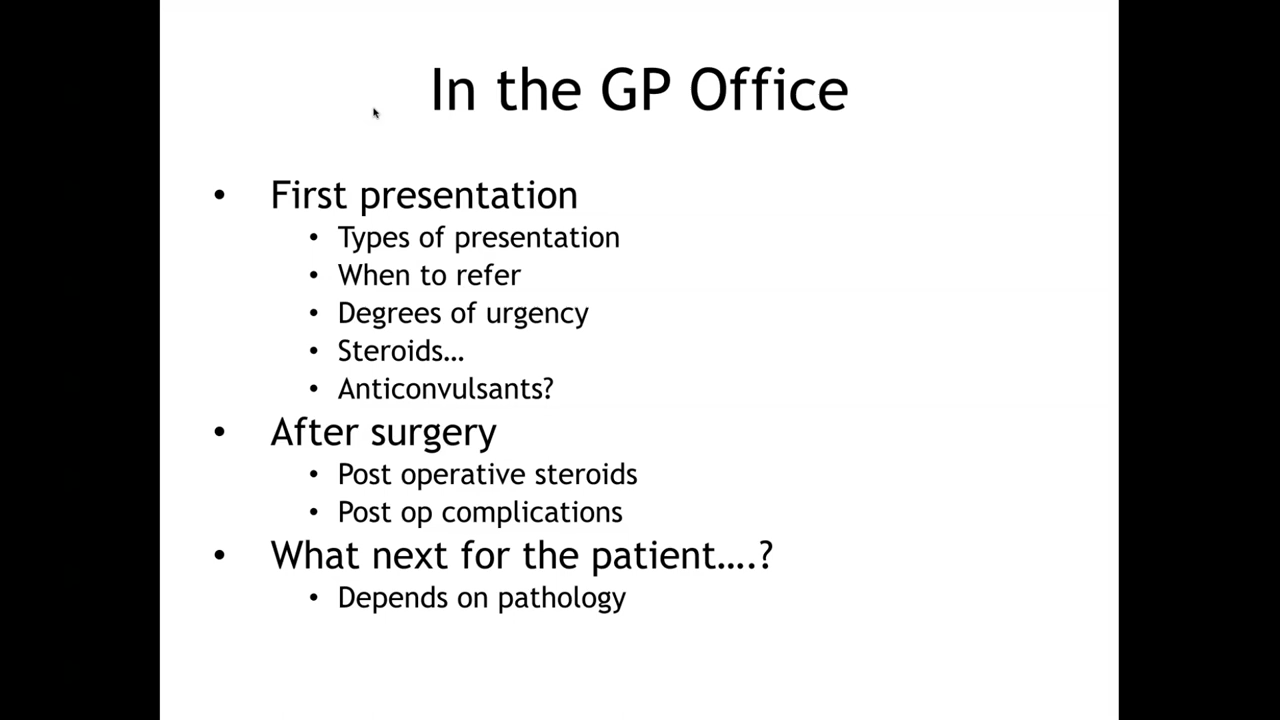 In the GP Office
• First presentation
• Types of presentation
• When to refer
• Degrees of urgency
• Steroids…
• Anticonvulsants?
• After surgery
• Post operative steroids
• Post op complications
• What next for the patient….?
• Depends on pathology